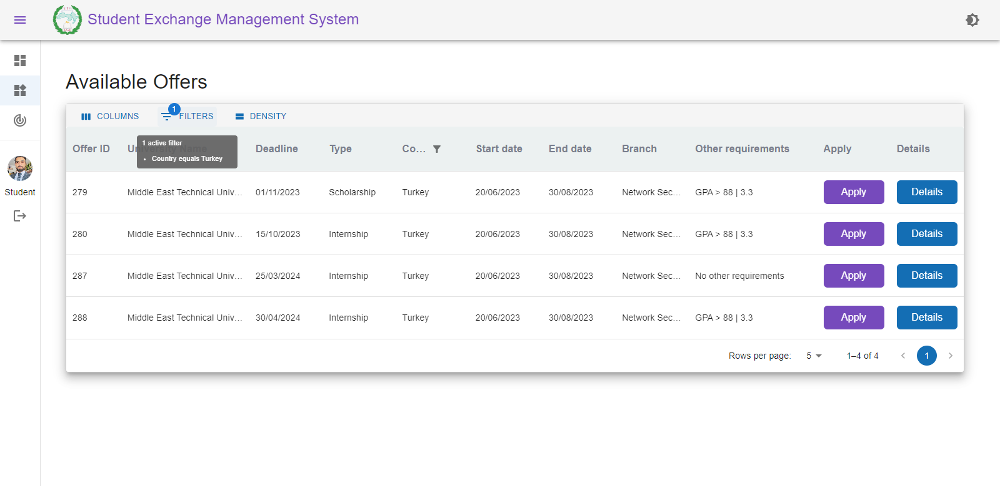 Student Exchange Management System
Available Offers
COLUMNS 1 FILTERS DENSITY
1 active filter
• Country equals Turkey
Offer ID University Name Deadline Type Co... Start date End date Branch Other requirements Apply Details
279 Middle East Technical Univ... 01/11/2023 Scholarship Turkey 20/06/2023 30/08/2023 Network Sec... GPA > 88 | 3.3 Apply Details
280 Middle East Technical Univ... 15/10/2023 Internship Turkey 20/06/2023 30/08/2023 Network Sec... GPA > 88 | 3.3 Apply Details
287 Middle East Technical Univ... 25/03/2024 Internship Turkey 20/06/2023 30/08/2023 Network Sec... No other requirements Apply Details
288 Middle East Technical Univ... 30/04/2024 Internship Turkey 20/06/2023 30/08/2023 Network Sec... GPA > 88 | 3.3 Apply Details
Student
Rows per page: 5 1–4 of 4 1